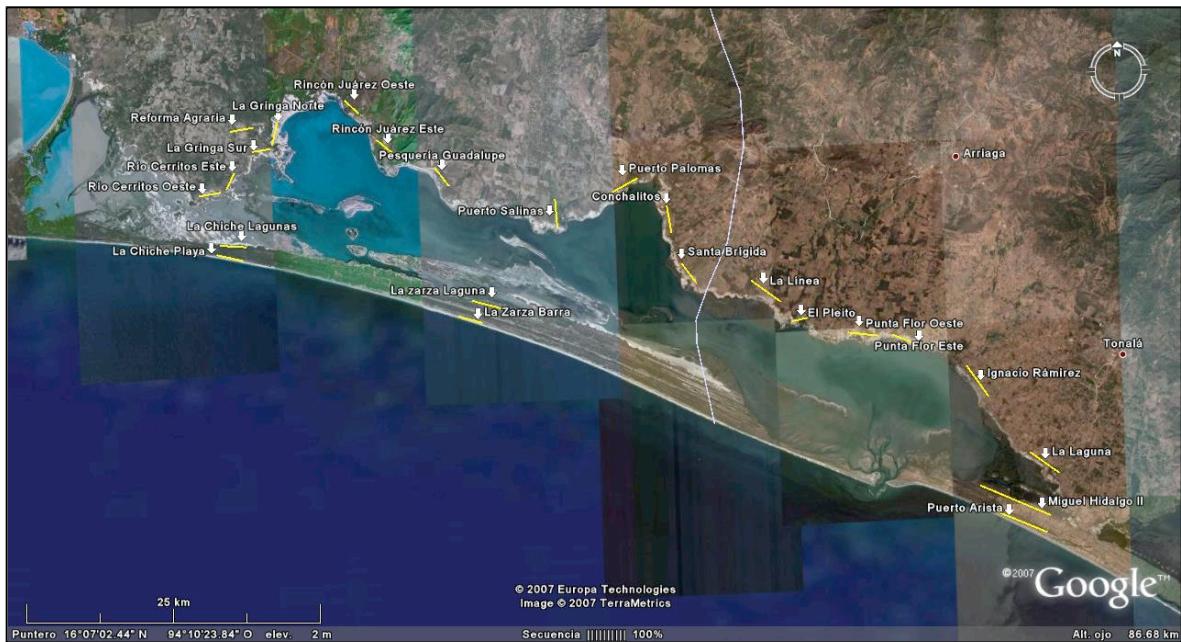 N
Rincón Juárez Oeste
La Gringa Norte
Reforma Agraria
Rincón Juárez Este
La Gringa Sur
Pesquería Guadalupe
Arriaga
Río Cerritos Este
Puerto Palomas
Río Cerritos Oeste
Conchalitos
Puerto Salinas
La Chiche Lagunas
La Chiche Playa
Santa Brigida
La Línea
La zarza Laguna
La Zarza Barra
El Pleito
Punta Flor Oeste
Punta Flor Este
Tonalá
Ignacio Rámirez
La Laguna
Miguel Hidalgo II
Puerto Arista
© 2007 Europa Technologies
Image © 2007 TerraMetrics
©2007 Google™
25 km
Puntero 16°07'02.44" N 94°10'23.84" O elev. 2 m Secuencia 100% Alt. ojo 86.68 km